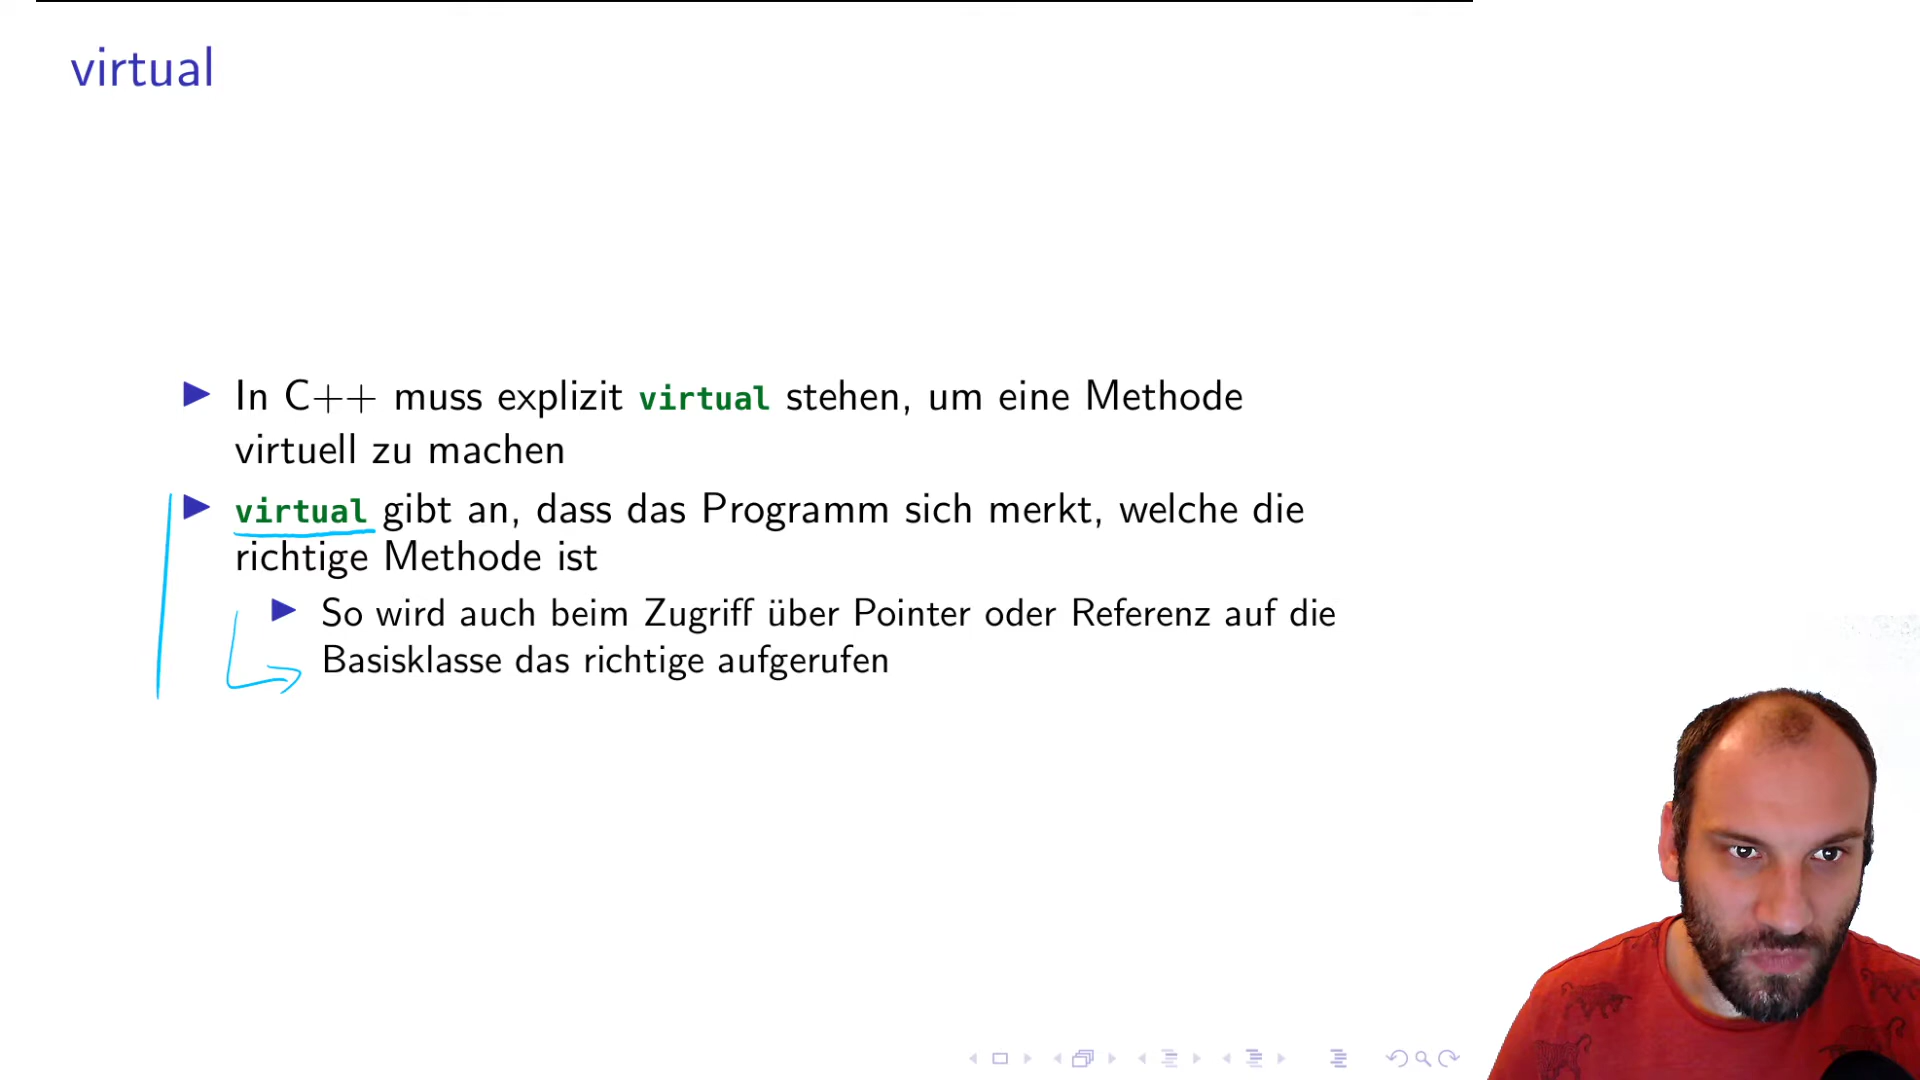 virtual
In C++ muss explizit virtual stehen, um eine Methode
virtuell zu machen
virtual gibt an, dass das Programm sich merkt, welche die
richtige Methode ist
So wird auch beim Zugriff über Pointer oder Referenz auf die
Basisklasse das richtige aufgerufen